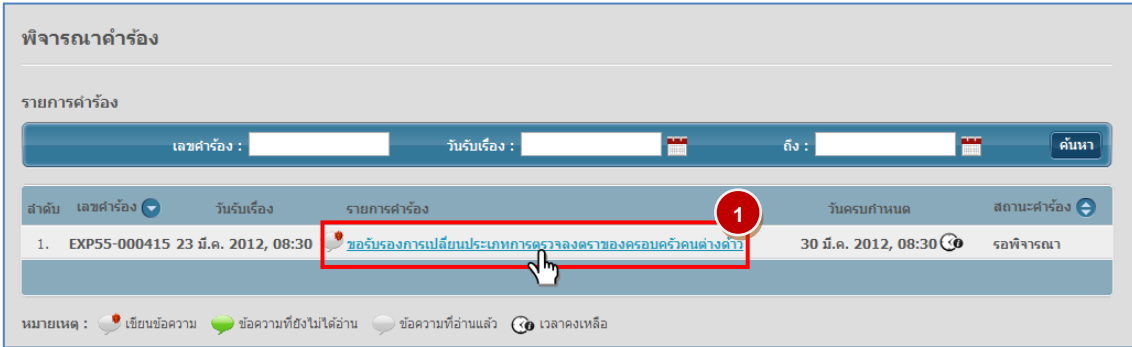 พิจารณาคำร้อง
รายการคำร้อง
เลขคำร้อง : วันรับเรื่อง : ถึง : ค้นหา
1
ลำดับ เลขคำร้อง วันรับเรื่อง รายการคำร้อง วันครบกำหนด สถานะคำร้อง
1. EXP55-000415 23 มี.ค. 2012, 08:30 ขอรับรองการเปลี่ยนประเภทการตรวจลงตราของครอบครัวคนต่างด้าว 30 มี.ค. 2012, 08:30 รอพิจารณา
หมายเหตุ : เขียนข้อความ ข้อความที่ยังไม่ได้อ่าน ข้อความที่อ่านแล้ว เวลาคงเหลือ